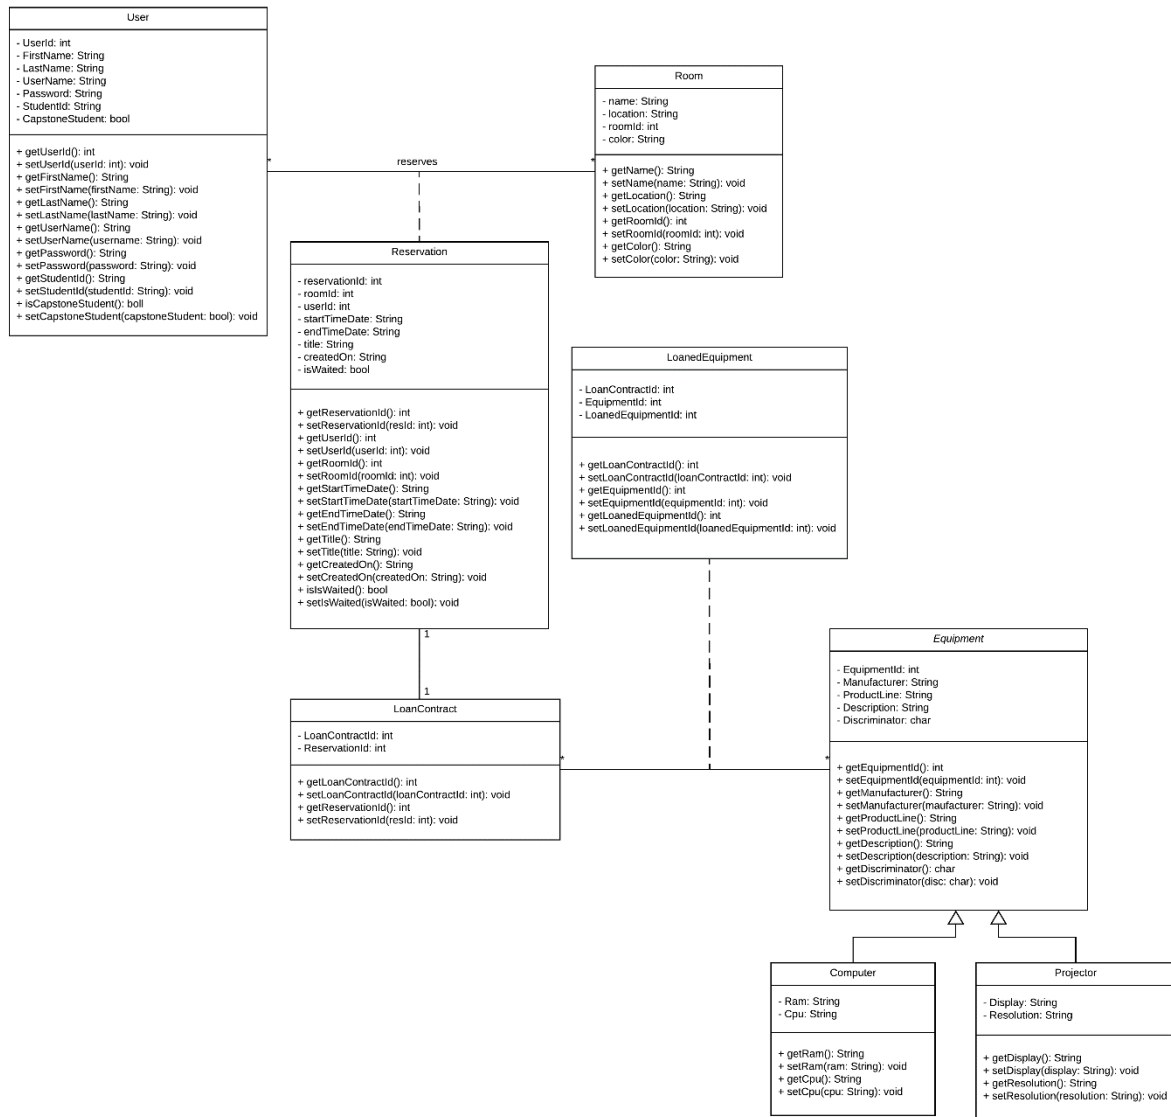 User
- UserId: int
- FirstName: String
- LastName: String
- UserName: String
- Password: String
- StudentId: String
- CapstoneStudent: bool
+ getUserId(): int
+ setUserId(userId: int): void
+ getFirstName(): String
+ setFirstName(firstName: String): void
+ getLastName(): String
+ setLastName(lastName: String): void
+ getUserName(): String
+ setUserName(username: String): void
+ getPassword(): String
+ setPassword(password: String): void
+ getStudentId(): String
+ setStudentId(studentId: String): void
+ isCapstoneStudent(): boll
+ setCapstoneStudent(capstoneStudent: bool): void
*
reserves
*
Room
- name: String
- location: String
- roomId: int
- color: String
+ getName(): String
+ setName(name: String): void
+ getLocation(): String
+ setLocation(location: String): void
+ getRoomId(): int
+ setRoomId(roomId: int): void
+ getColor(): String
+ setColor(color: String): void
Reservation
- reservationId: int
- roomId: int
- userId: int
- startTimeDate: String
- endTimeDate: String
- title: String
- createdOn: String
- isWaited: bool
+ getReservationId(): int
+ setReservationId(resId: int): void
+ getUserId(): int
+ setUserId(userId: int): void
+ getRoomId(): int
+ setRoomId(roomId: int): void
+ getStartTimeDate(): String
+ setStartTimeDate(startTimeDate: String): void
+ getEndTimeDate(): String
+ setEndTimeDate(endTimeDate: String): void
+ getTitle(): String
+ setTitle(title: String): void
+ getCreatedOn(): String
+ setCreatedOn(createdOn: String): void
+ isIsWaited(): bool
+ setIsWaited(isWaited: bool): void
LoanedEquipment
- LoanContractId: int
- EquipmentId: int
- LoanedEquipmentId: int
+ getLoanContractId(): int
+ setLoanContractId(loanContractId: int): void
+ getEquipmentId(): int
+ setEquipmentId(equipmentId: int): void
+ getLoanedEquipmentId(): int
+ setLoanedEquipmentId(loanedEquipmentId: int): void
1
1
LoanContract
- LoanContractId: int
- ReservationId: int
+ getLoanContractId(): int
+ setLoanContractId(loanContractId: int): void
+ getReservationId(): int
+ setReservationId(resId: int): void
*
*
Equipment
- EquipmentId: int
- Manufacturer: String
- ProductLine: String
- Description: String
- Discriminator: char
+ getEquipmentId(): int
+ setEquipmentId(equipmentId: int): void
+ getManufacturer(): String
+ setManufacturer(maufacturer: String): void
+ getProductLine(): String
+ setProductLine(productLine: String): void
+ getDescription(): String
+ setDescription(description: String): void
+ getDiscriminator(): char
+ setDiscriminator(disc: char): void
Computer
- Ram: String
- Cpu: String
+ getRam(): String
+ setRam(ram: String): void
+ getCpu(): String
+ setCpu(cpu: String): void
Projector
- Display: String
- Resolution: String
+ getDisplay(): String
+ setDisplay(display: String): void
+ getResolution(): String
+ setResolution(resolution: String): void